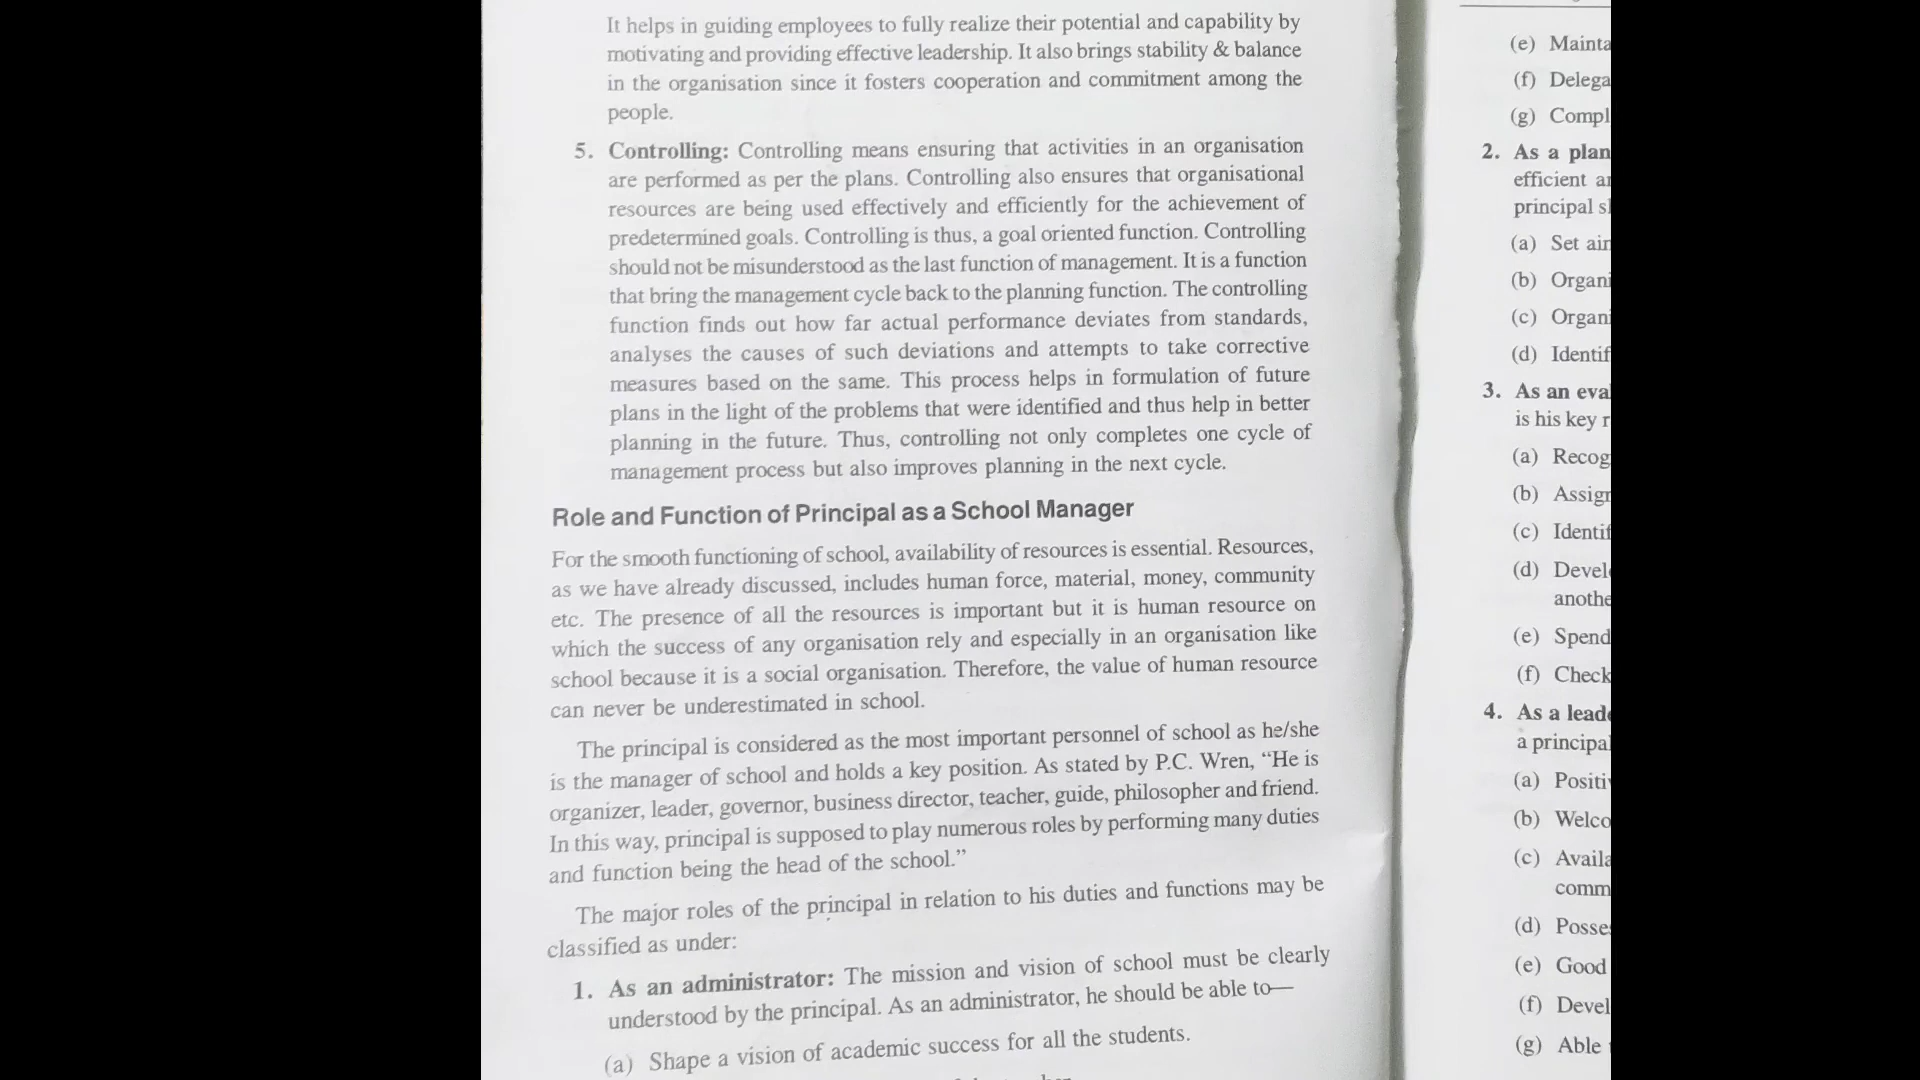 It helps in guiding employees to fully realize their potential and capability by
motivating and providing effective leadership. It also brings stability & balance
in the organisation since it fosters cooperation and commitment among the
people.
5. Controlling: Controlling means ensuring that activities in an organisation
are performed as per the plans. Controlling also ensures that organisational
resources are being used effectively and efficiently for the achievement of
predetermined goals. Controlling is thus, a goal oriented function. Controlling
should not be misunderstood as the last function of management. It is a function
that bring the management cycle back to the planning function. The controlling
function finds out how far actual performance deviates from standards,
analyses the causes of such deviations and attempts to take corrective
measures based on the same. This process helps in formulation of future
plans in the light of the problems that were identified and thus help in better
planning in the future. Thus, controlling not only completes one cycle of
management process but also improves planning in the next cycle.
Role and Function of Principal as a School Manager
For the smooth functioning of school, availability of resources is essential. Resources,
as we have already discussed, includes human force, material, money, community
etc. The presence of all the resources is important but it is human resource on
which the success of any organisation rely and especially in an organisation like
school because it is a social organisation. Therefore, the value of human resource
can never be underestimated in school.
The principal is considered as the most important personnel of school as he/she
is the manager of school and holds a key position. As stated by P.C. Wren, “He is
organizer, leader, governor, business director, teacher, guide, philosopher and friend.
In this way, principal is supposed to play numerous roles by performing many duties
and function being the head of the school.”
The major roles of the principal in relation to his duties and functions may be
classified as under:
1. As an administrator: The mission and vision of school must be clearly
understood by the principal. As an administrator, he should be able to—
(a) Shape a vision of academic success for all the students.
(e) Mainta
(f) Delega
(g) Compl
2. As a plan
efficient
principal
(a) Set
(b) Organi
(c) Organi
(d) Identif
3. As an eva
is his key
(a) Recog
(b) Assign
(c) Identif
(d) Devel
anothe
(e) Spend
(f) Check
4. As a lead
a principal
(a) Positi
(b) Welco
(c) Availa
comm
(d) Posse
(e) Good
(f) Devel
(g) Able